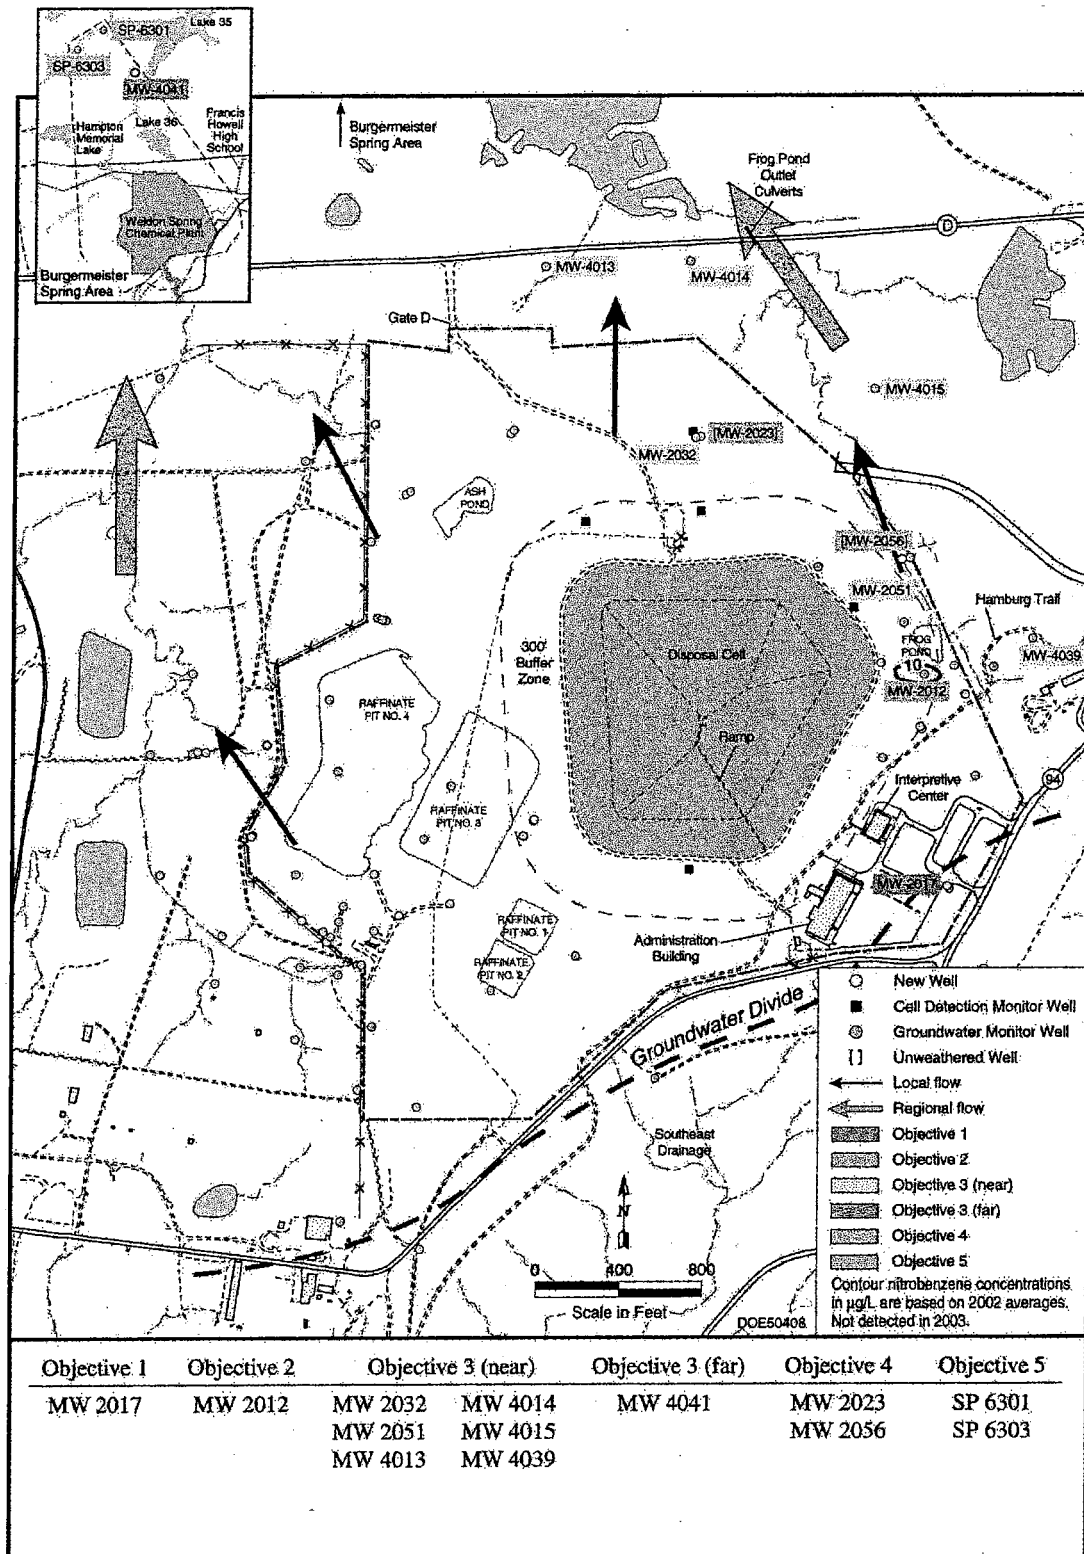 SP-6301
Lake 35
SP-6303
MW-4041
Hampton
Memorial
Lake
Lake 36
Francis
Howell
High
School
Weldon Spring
Chemical Plant
Burgermeister
Spring Area
Burgermeister
Spring Area
Frog Pond
Outlet
Culverts
D
MW-4013
MW-4014
Gate D
MW-4015
[MW-2023]
MW-2032
ASH
POND
[MW-2056]
MW-2051
Hamburg Trail
FROG
POND
10
MW-4039
MW-2012
300'
Buffer
Zone
Disposal Cell
Ramp
RAFFINATE
PIT NO. 4
RAFFINATE
PIT NO. 3
Interpretive
Center
94
MW-2017
RAFFINATE
PIT NO. 1
RAFFINATE
PIT NO. 2
Administration
Building
Groundwater Divide
Southeast
Drainage
N
0 400 800
Scale in Feet
DOE50408
New Well
Cell Detection Monitor Well
Groundwater Monitor Well
[ ] Unweathered Well
Local flow
Regional flow
Objective 1
Objective 2
Objective 3 (near)
Objective 3 (far)
Objective 4
Objective 5
Contour nitrobenzene concentrations
in µg/L are based on 2002 averages.
Not detected in 2003.
Objective 1 Objective 2 Objective 3 (near) Objective 3 (far) Objective 4 Objective 5
MW 2017 MW 2012 MW 2032 MW 4014 MW 4041 MW 2023 SP 6301
MW 2051 MW 4015 MW 2056 SP 6303
MW 4013 MW 4039